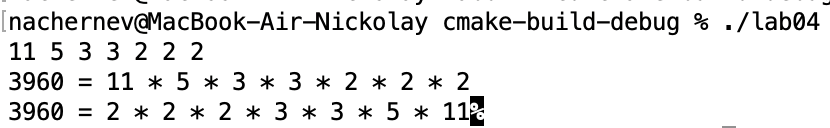 [nachernev@MacBook-Air-Nickolay cmake-build-debug % ./lab04
11 5 3 3 2 2 2
3960 = 11 * 5 * 3 * 3 * 2 * 2 * 2
3960 = 2 * 2 * 2 * 3 * 3 * 5 * 11%